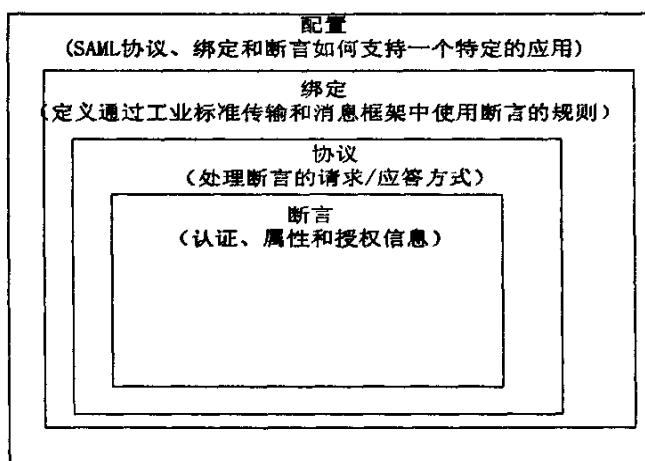 配置
(SAML协议、绑定和断言如何支持一个特定的应用)
绑定
(定义通过工业标准传输和消息框架中使用断言的规则)
协议
(处理断言的请求/应答方式)
断言
(认证、属性和授权信息)